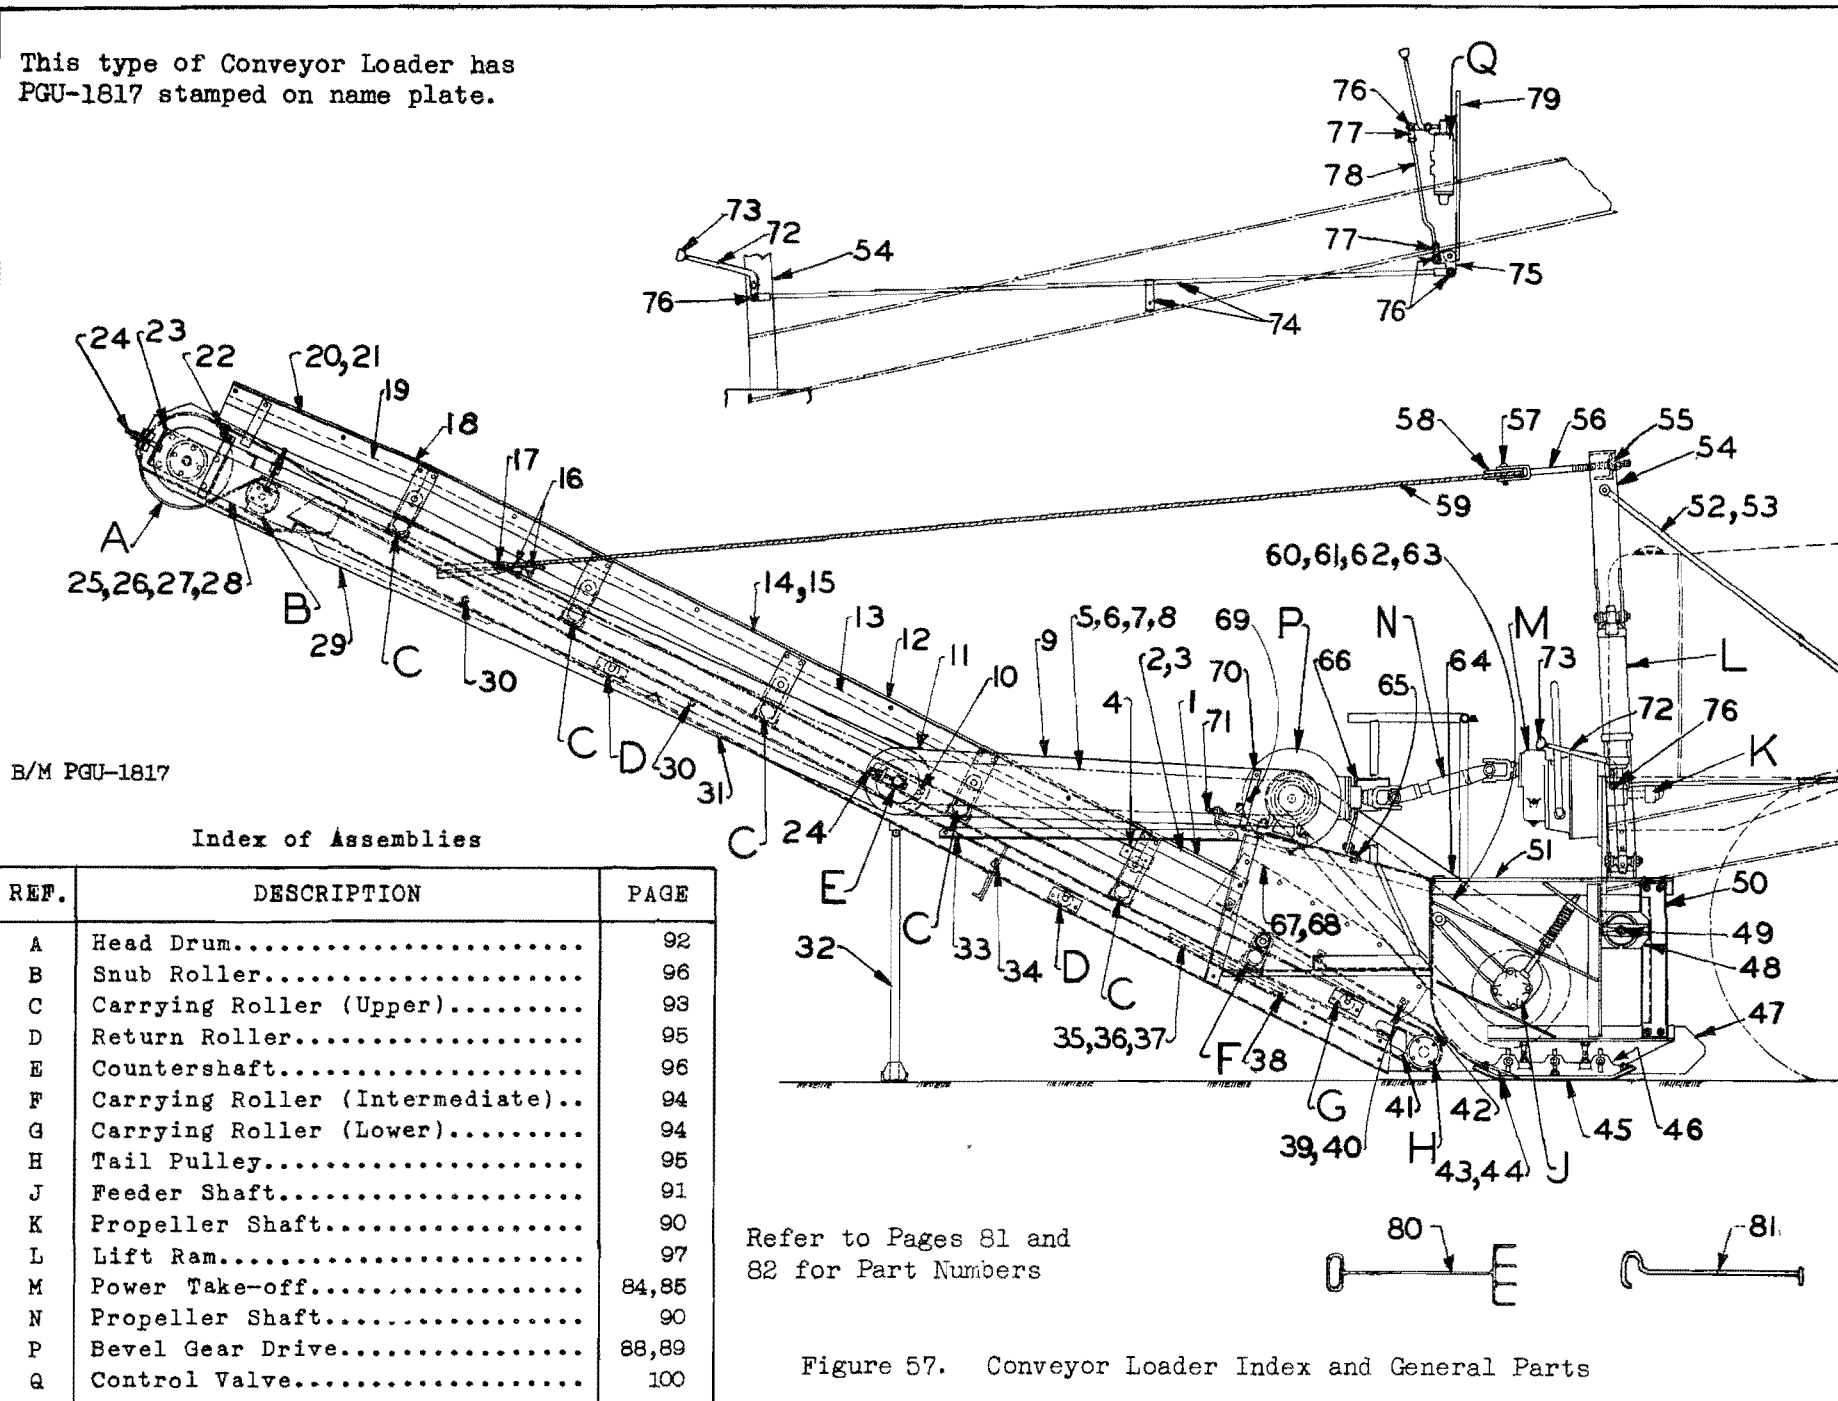 This type of Conveyor Loader has
PGU-1817 stamped on name plate.
Q
76
79
77
78
73
72
54
77
75
76
76
74
24
23
22
20,21
19
18
17
16
58
57
56
55
54
59
52,53
A
25,26,27,28
B
29
C
30
14,15
13
12
11
10
9
5,6,7,8
2,3
4
1
69
70
71
P
66
60,61,62,63
N
65
64
M
73
L
72
76
K
C
D
30
31
C
24
E
32
C
33
34
D
C
67,68
35,36,37
F
38
G
39,40
41
H
42
43,44
J
45
46
47
48
49
50
51
B/M PGU-1817
Index of Assemblies
REF. DESCRIPTION PAGE
A Head Drum....................... 92
B Snub Roller..................... 96
C Carrying Roller (Upper)......... 93
D Return Roller................... 95
E Countershaft.................... 96
F Carrying Roller (Intermediate).. 94
G Carrying Roller (Lower)......... 94
H Tail Pulley..................... 95
J Feeder Shaft.................... 91
K Propeller Shaft................. 90
L Lift Ram........................ 97
M Power Take-off.................. 84,85
N Propeller Shaft................. 90
P Bevel Gear Drive................ 88,89
Q Control Valve................... 100
Refer to Pages 81 and
82 for Part Numbers
80
81
Figure 57. Conveyor Loader Index and General Parts